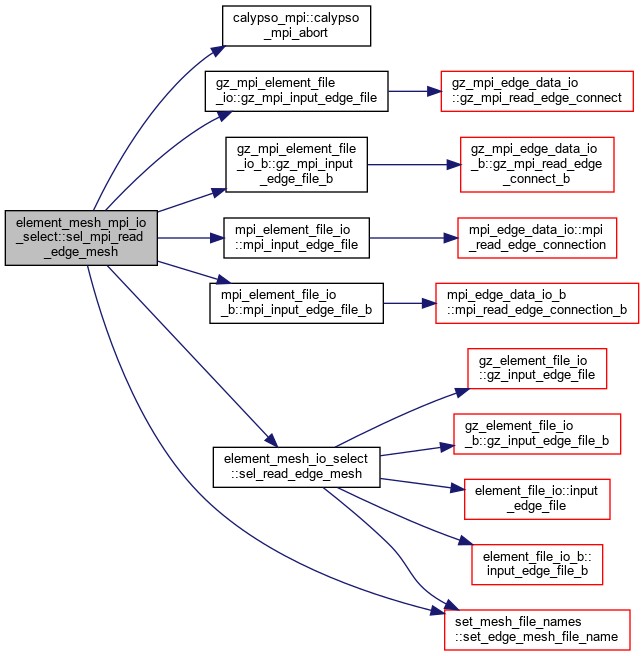 calypso_mpi::calypso
_mpi_abort
gz_mpi_element_file
_io::gz_mpi_input_edge_file
gz_mpi_edge_data_io
::gz_mpi_read_edge_connect
gz_mpi_element_file
_io_b::gz_mpi_input
_edge_file_b
gz_mpi_edge_data_io
_b::gz_mpi_read_edge
_connect_b
element_mesh_mpi_io
_select::sel_mpi_read
_edge_mesh
mpi_element_file_io
::mpi_input_edge_file
mpi_edge_data_io::mpi
_read_edge_connection
mpi_element_file_io
_b::mpi_input_edge_file_b
mpi_edge_data_io_b
::mpi_read_edge_connection_b
gz_element_file_io
::gz_input_edge_file
gz_element_file_io
_b::gz_input_edge_file_b
element_mesh_io_select
::sel_read_edge_mesh
element_file_io::input
_edge_file
element_file_io_b::
input_edge_file_b
set_mesh_file_names
::set_edge_mesh_file_name